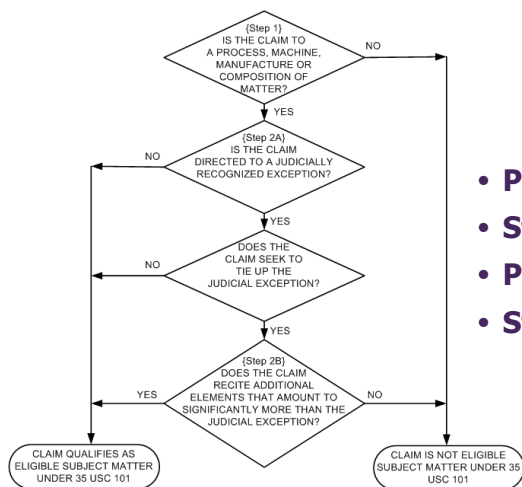 {Step 1}
IS THE CLAIM TO
A PROCESS, MACHINE,
MANUFACTURE OR
COMPOSITION OF
MATTER?
NO
YES
{Step 2A}
IS THE CLAIM
DIRECTED TO A JUDICIALLY
RECOGNIZED EXCEPTION?
NO
YES
DOES THE
CLAIM SEEK TO
TIE UP THE
JUDICIAL EXCEPTION?
NO
YES
{Step 2B}
DOES THE CLAIM
RECITE ADDITIONAL
ELEMENTS THAT AMOUNT TO
SIGNIFICANTLY MORE THAN THE
JUDICIAL EXCEPTION?
YES
NO
CLAIM QUALIFIES AS
ELIGIBLE SUBJECT MATTER
UNDER 35 USC 101
CLAIM IS NOT ELIGIBLE
SUBJECT MATTER UNDER 35
USC 101